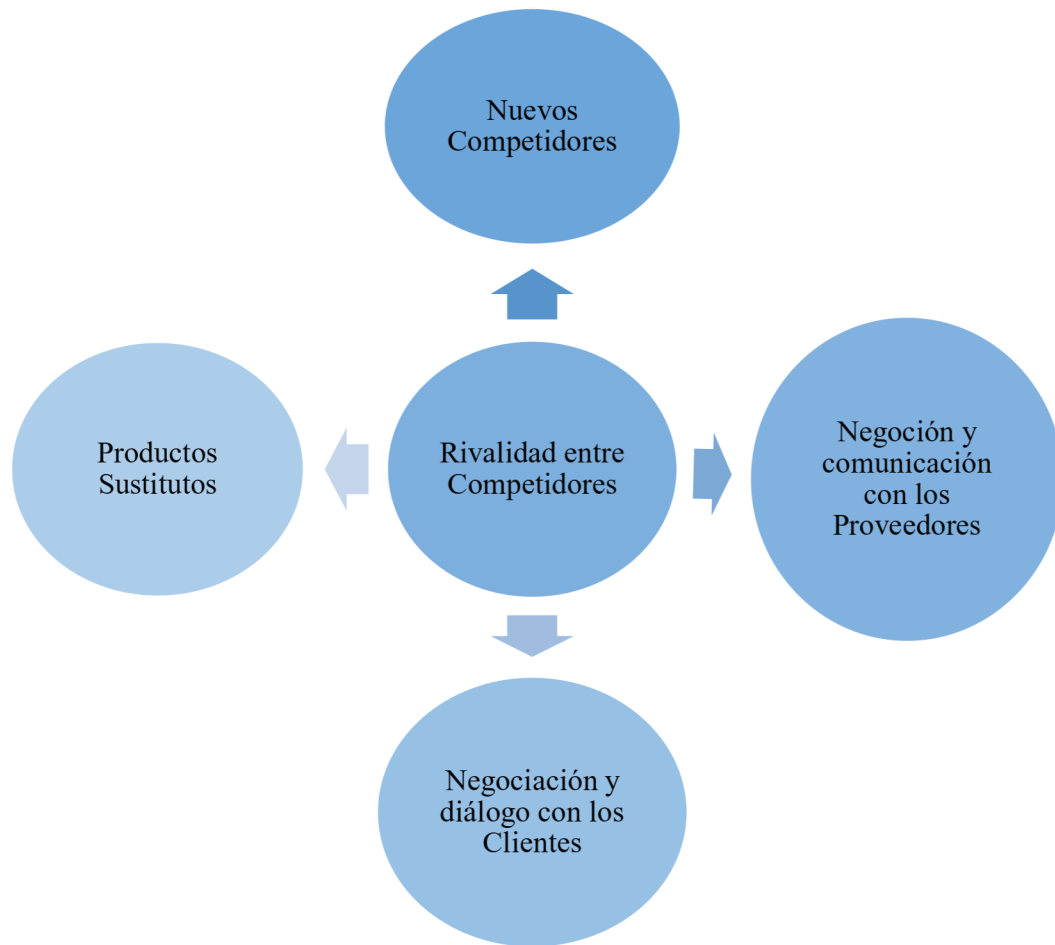 Nuevos
Competidores
Productos
Sustitutos
Rivalidad entre
Competidores
Negoción y
comunicación
con los
Proveedores
Negociación y
diálogo con los
Clientes